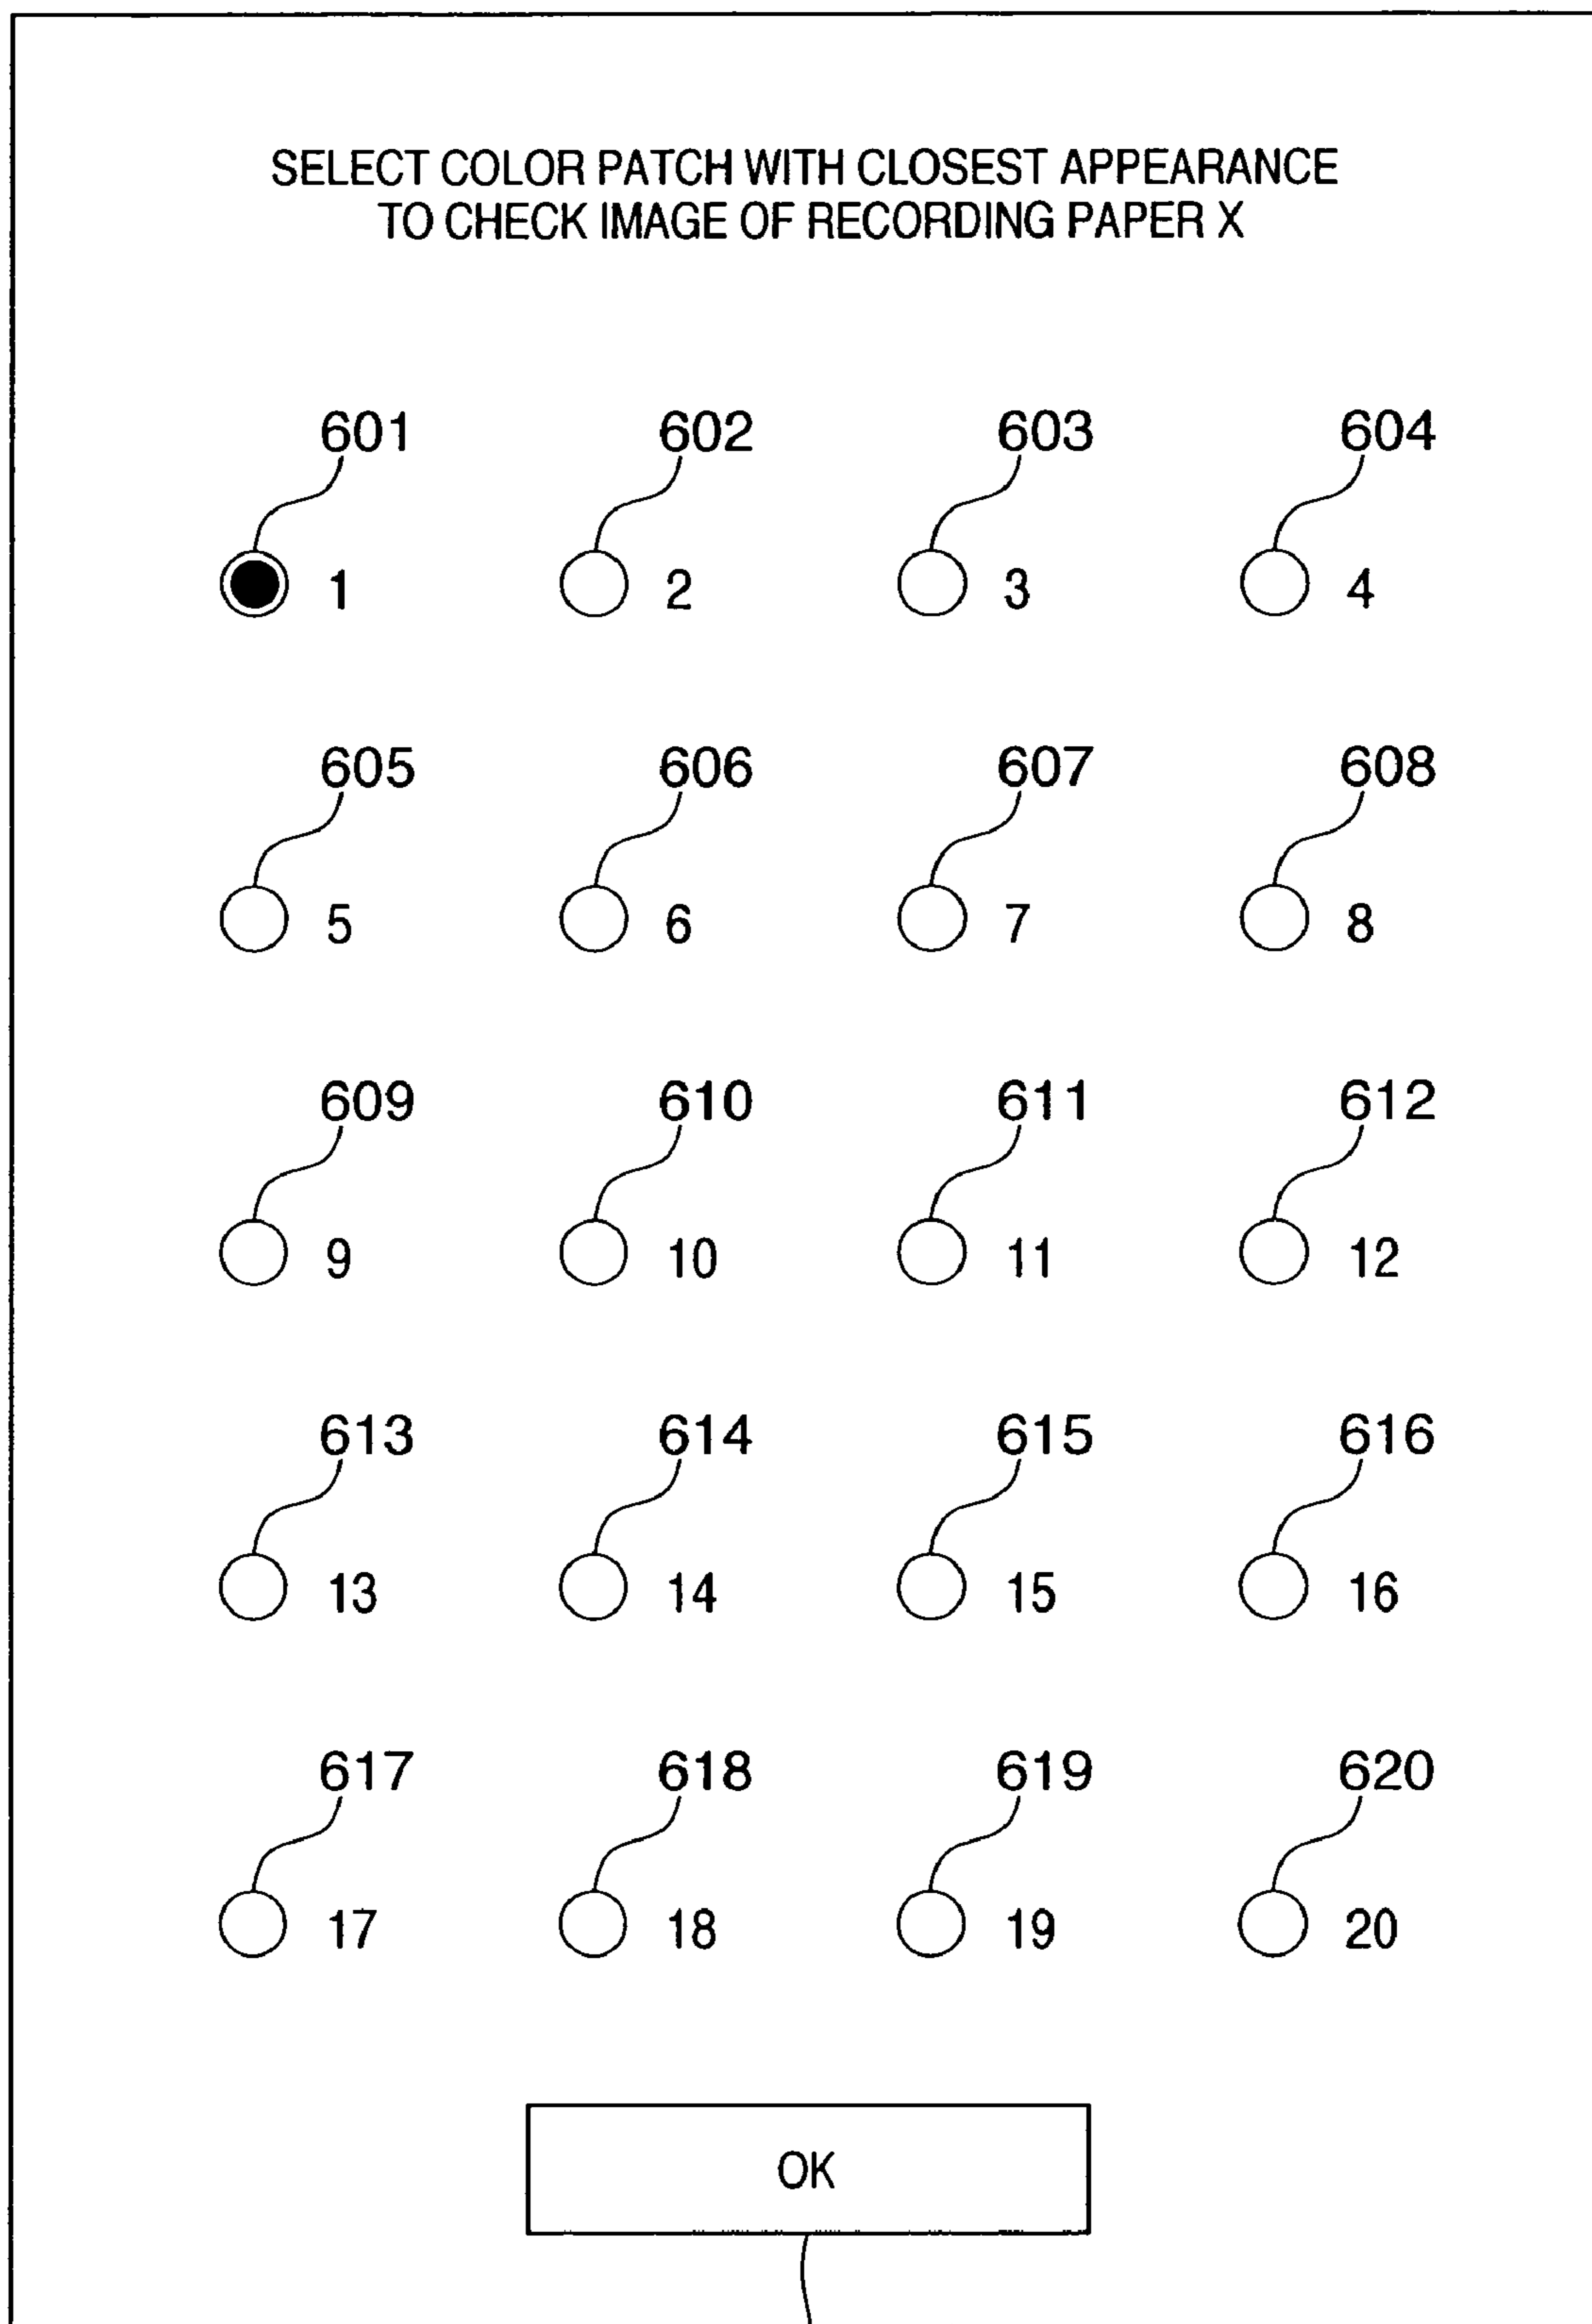 SELECT COLOR PATCH WITH CLOSEST APPEARANCE
TO CHECK IMAGE OF RECORDING PAPER X
601 602 603 604
1 2 3 4
605 606 607 608
5 6 7 8
609 610 611 612
9 10 11 12
613 614 615 616
13 14 15 16
617 618 619 620
17 18 19 20
OK